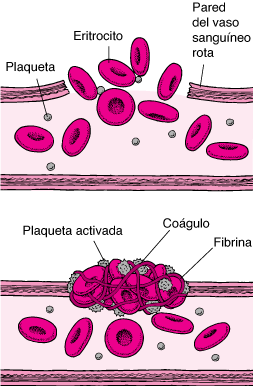 Pared
del vaso
sanguíneo
rota
Eritrocito
Plaqueta
Coágulo
Plaqueta activada
Fibrina